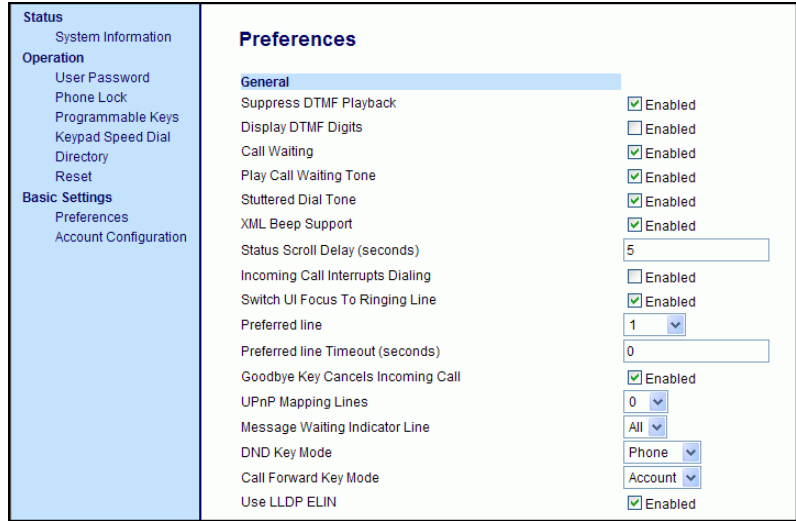 Status
System Information
Operation
User Password
Phone Lock
Programmable Keys
Keypad Speed Dial
Directory
Reset
Basic Settings
Preferences
Account Configuration
Preferences
General
Suppress DTMF Playback Enabled
Display DTMF Digits Enabled
Call Waiting Enabled
Play Call Waiting Tone Enabled
Stuttered Dial Tone Enabled
XML Beep Support Enabled
Status Scroll Delay (seconds) 5
Incoming Call Interrupts Dialing Enabled
Switch UI Focus To Ringing Line Enabled
Preferred line 1
Preferred line Timeout (seconds) 0
Goodbye Key Cancels Incoming Call Enabled
UPnP Mapping Lines 0
Message Waiting Indicator Line All
DND Key Mode Phone
Call Forward Key Mode Account
Use LLDP ELIN Enabled